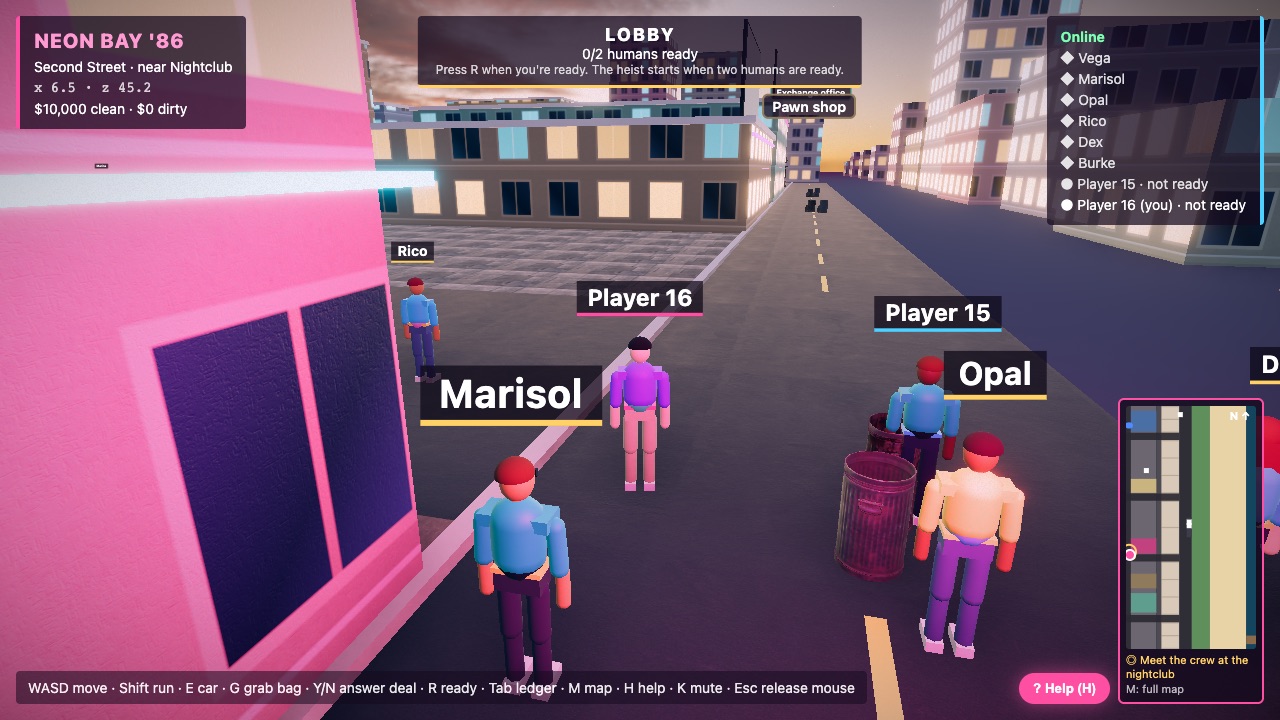 NEON BAY '86
Second Street · near Nightclub
x 6.5 · z 45.2
$10,000 clean · $0 dirty
LOBBY
0/2 humans ready
Press R when you're ready. The heist starts when two humans are ready.
Exchange office
Pawn shop
Online
Vega
Marisol
Opal
Rico
Dex
Burke
Player 15 · not ready
Player 16 (you) · not ready
Rico
Player 16
Player 15
Opal
Marisol
D
N ↑
◎ Meet the crew at the
nightclub
M: full map
WASD move · Shift run · E car · G grab bag · Y/N answer deal · R ready · Tab ledger · M map · H help · K mute · Esc release mouse
? Help (H)